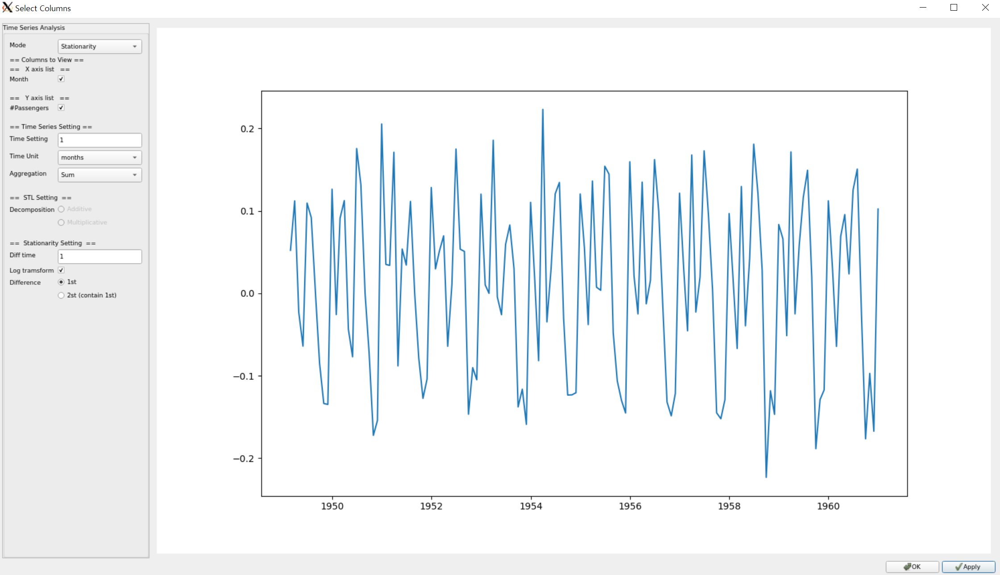 Select Columns
Time Series Analysis
Mode Stationarity
== Columns to View ==
== X axis list ==
Month
== Y axis list ==
#Passengers
== Time Series Setting ==
Time Setting 1
Time Unit months
Aggregation Sum
== STL Setting ==
Decomposition Additive
Multiplicative
== Stationarity Setting ==
Diff time 1
Log tramsform
Difference 1st
2st (contain 1st)
0.2
0.1
0.0
−0.1
−0.2
1950 1952 1954 1956 1958 1960
OK Apply